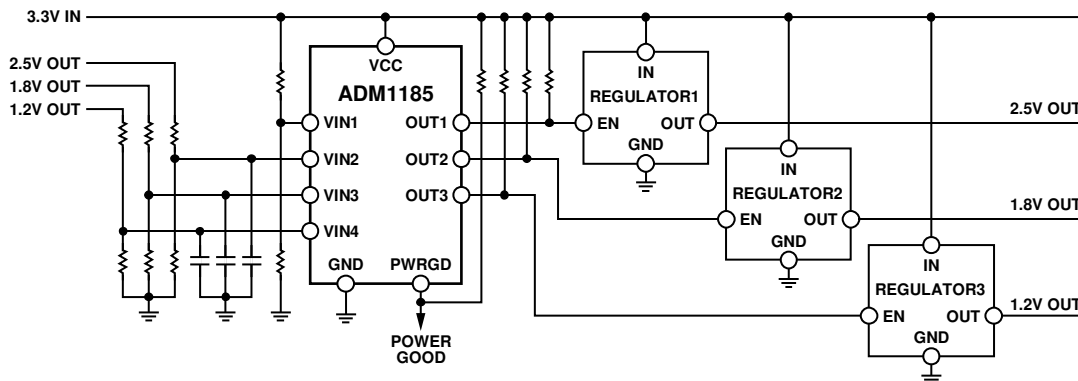 3.3V IN
2.5V OUT
1.8V OUT
1.2V OUT
VCC
ADM1185
VIN1
VIN2
VIN3
VIN4
OUT1
OUT2
OUT3
GND
PWRGD
POWER
GOOD
IN
REGULATOR1
EN
OUT
GND
2.5V OUT
IN
REGULATOR2
EN
OUT
GND
1.8V OUT
IN
REGULATOR3
EN
OUT
GND
1.2V OUT